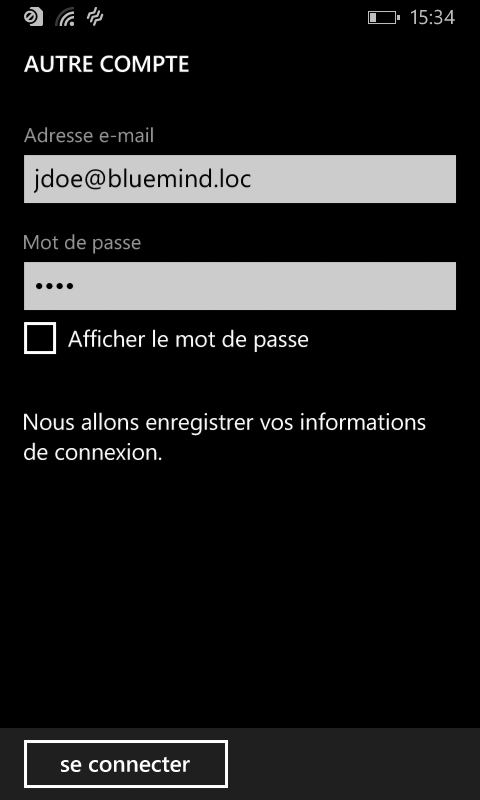 15:34
AUTRE COMPTE
Adresse e-mail
jdoe@bluemind.loc
Mot de passe
••••
Afficher le mot de passe
Nous allons enregistrer vos informations
de connexion.
se connecter